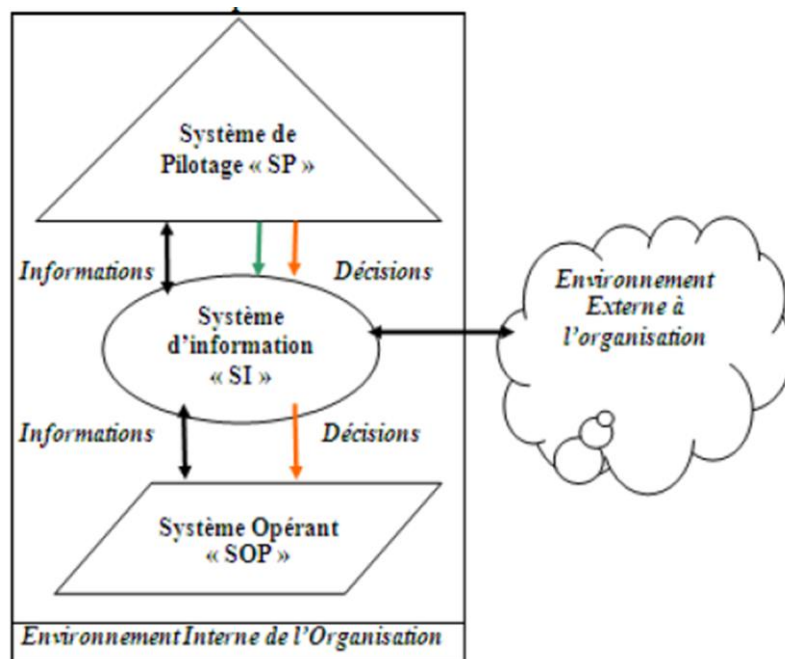 Système de
Pilotage « SP »
Informations
Décisions
Environnement
Externe à
l'organisation
Système
d'information
« SI »
Informations
Décisions
Système Opérant
« SOP »
Environnement Interne de l'Organisation